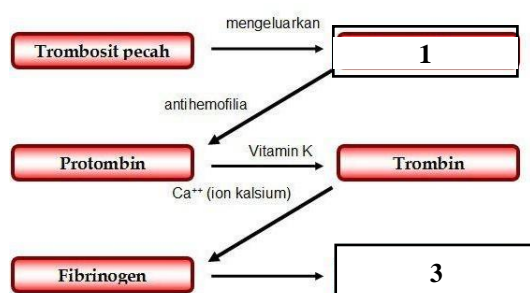 mengeluarkan
Trombosit pecah
1
antihemofilia
Protombin
Vitamin K
Trombin
Ca⁺⁺ (ion kalsium)
Fibrinogen
3